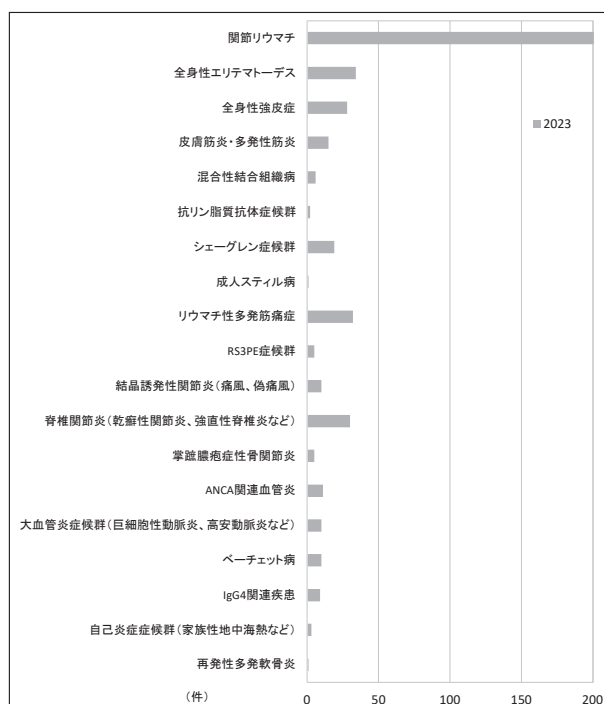 関節リウマチ
全身性エリテマトーデス
全身性強皮症
2023
皮膚筋炎・多発性筋炎
混合性結合組織病
抗リン脂質抗体症候群
シェーグレン症候群
成人スティル病
リウマチ性多発筋痛症
RS3PE症候群
結晶誘発性関節炎(痛風、偽痛風)
脊椎関節炎(乾癬性関節炎、強直性脊椎炎など)
掌蹠膿疱症性骨関節炎
ANCA関連血管炎
大血管炎症候群(巨細胞性動脈炎、高安動脈炎など)
ベーチェット病
IgG4関連疾患
自己炎症症候群(家族性地中海熱など)
再発性多発軟骨炎
(件) 0 50 100 150 200